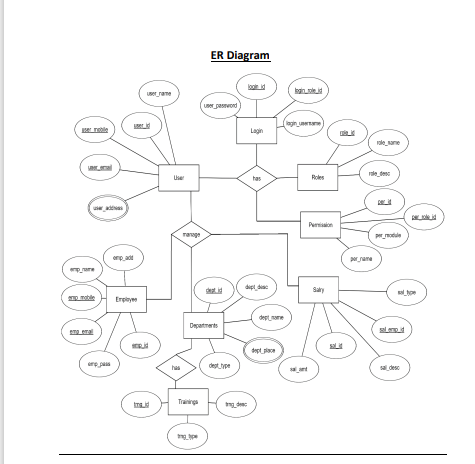 ER Diagram
user_name
login_id
login_role_id
user_password
user_mobile
user_id
login_username
Login
role_id
role_name
user_email
User
has
Roles
role_desc
user_address
per_id
per_role_id
Permission
per_module
manage
per_name
emp_add
emp_name
dept_id
dept_desc
Salry
sal_type
emp_mobile
Employee
dept_name
emp_email
Departments
sal_emp_id
emp_id
sal_id
dept_place
emp_pass
has
dept_type
sal_amt
sal_desc
trng_id
Trainings
trng_desc
trng_type